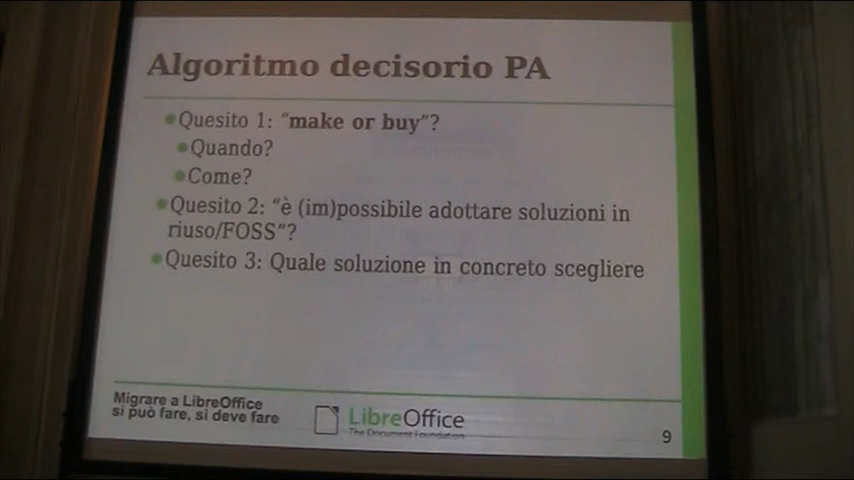 Algoritmo decisorio PA
Quesito 1: “make or buy”?
Quando?
Come?
Quesito 2: “è (im)possibile adottare soluzioni in
riuso/FOSS”?
Quesito 3: Quale soluzione in concreto scegliere
Migrare a LibreOffice
si può fare, si deve fare
LibreOffice
The Document Foundation
9